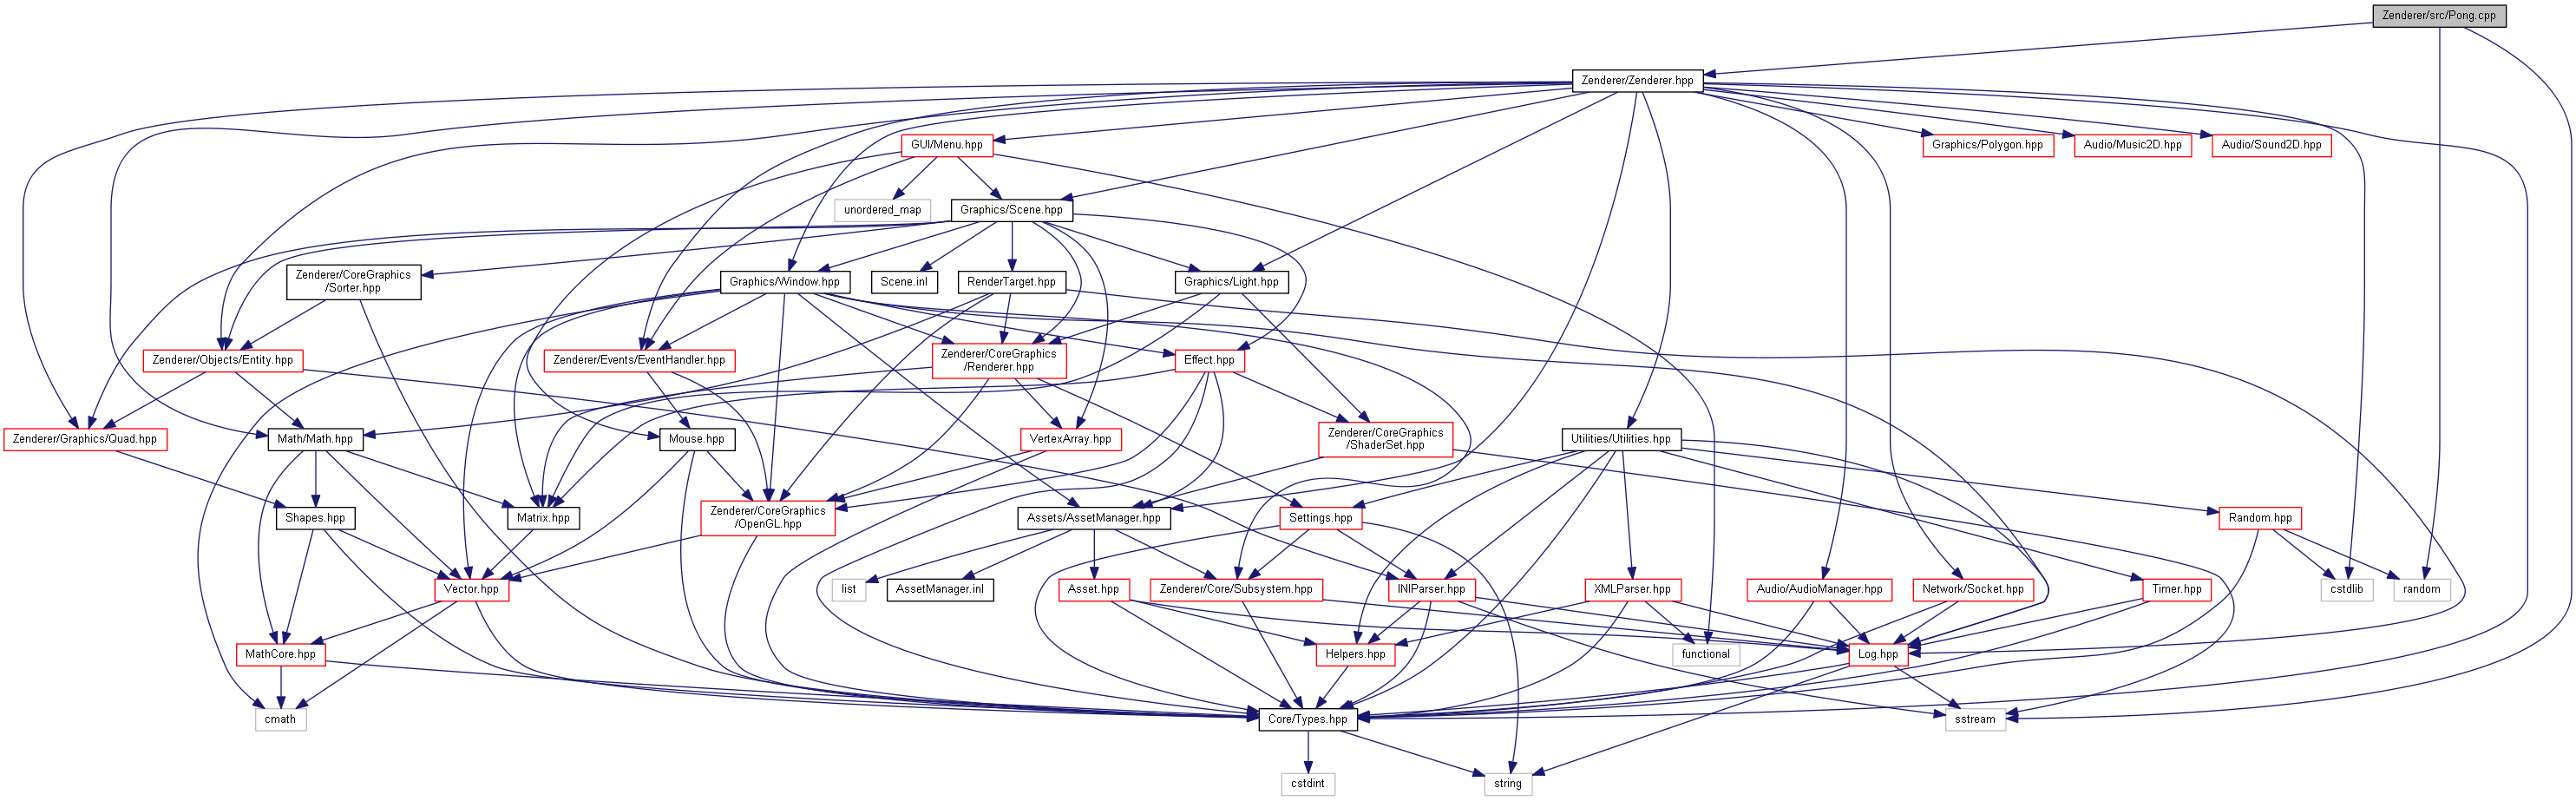 Zenderer/src/Pong.cpp
Zenderer/Zenderer.hpp
GUI/Menu.hpp
Graphics/Polygon.hpp
Audio/Music2D.hpp
Audio/Sound2D.hpp
unordered_map
Graphics/Scene.hpp
Zenderer/CoreGraphics
/Sorter.hpp
Graphics/Window.hpp
Scene.inl
RenderTarget.hpp
Graphics/Light.hpp
Zenderer/Objects/Entity.hpp
Zenderer/Events/EventHandler.hpp
Zenderer/CoreGraphics
/Renderer.hpp
Effect.hpp
Zenderer/Graphics/Quad.hpp
Math/Math.hpp
Mouse.hpp
VertexArray.hpp
Zenderer/CoreGraphics
/ShaderSet.hpp
Utilities/Utilities.hpp
Shapes.hpp
Matrix.hpp
Zenderer/CoreGraphics
/OpenGL.hpp
Assets/AssetManager.hpp
Settings.hpp
Random.hpp
Vector.hpp
list
AssetManager.inl
Asset.hpp
Zenderer/Core/Subsystem.hpp
INIParser.hpp
XMLParser.hpp
Audio/AudioManager.hpp
Network/Socket.hpp
Timer.hpp
cstdlib
random
MathCore.hpp
Helpers.hpp
functional
Log.hpp
cmath
Core/Types.hpp
sstream
cstdint
string